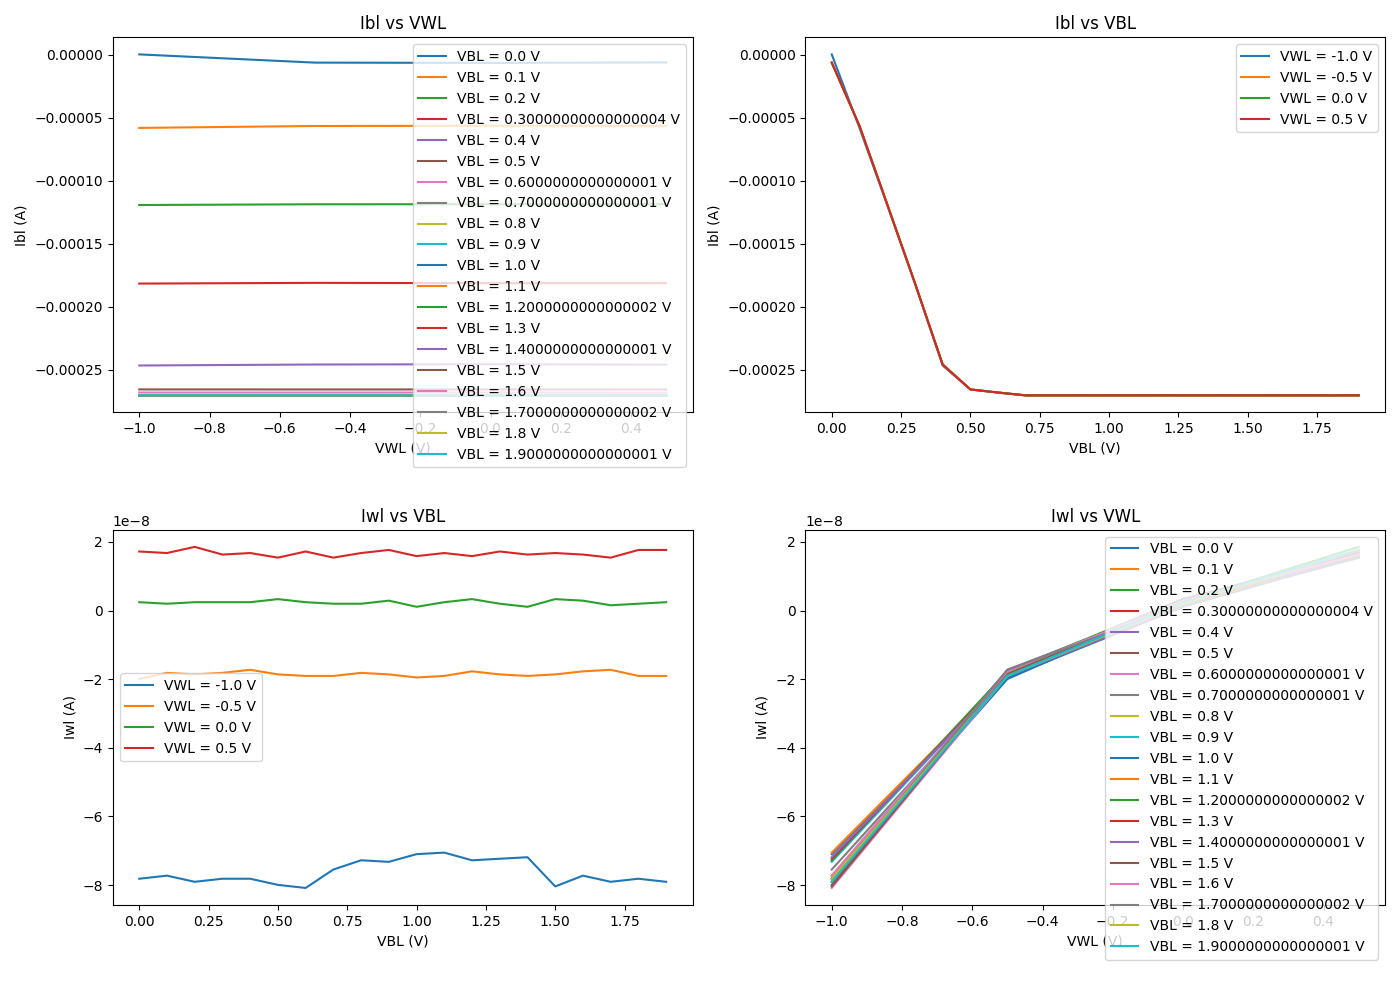 Ibl vs VWL
Ibl (A)
0.00000
−0.00005
−0.00010
−0.00015
−0.00020
−0.00025
VBL = 0.0 V
VBL = 0.1 V
VBL = 0.2 V
VBL = 0.30000000000000004 V
VBL = 0.4 V
VBL = 0.5 V
VBL = 0.6000000000000001 V
VBL = 0.7000000000000001 V
VBL = 0.8 V
VBL = 0.9 V
VBL = 1.0 V
VBL = 1.1 V
VBL = 1.2000000000000002 V
VBL = 1.3 V
VBL = 1.4000000000000001 V
VBL = 1.5 V
VBL = 1.6 V
VBL = 1.7000000000000002 V
VBL = 1.8 V
VBL = 1.9000000000000001 V
−1.0 −0.8 −0.6 −0.4 −0.2 0.0 0.2 0.4
VWL (V)
Ibl vs VBL
Ibl (A)
0.00000
−0.00005
−0.00010
−0.00015
−0.00020
−0.00025
VWL = -1.0 V
VWL = -0.5 V
VWL = 0.0 V
VWL = 0.5 V
0.00 0.25 0.50 0.75 1.00 1.25 1.50 1.75
VBL (V)
Iwl vs VBL
1e−8
Iwl (A)
2
0
−2
−4
−6
−8
VWL = -1.0 V
VWL = -0.5 V
VWL = 0.0 V
VWL = 0.5 V
0.00 0.25 0.50 0.75 1.00 1.25 1.50 1.75
VBL (V)
Iwl vs VWL
1e−8
Iwl (A)
2
0
−2
−4
−6
−8
VBL = 0.0 V
VBL = 0.1 V
VBL = 0.2 V
VBL = 0.30000000000000004 V
VBL = 0.4 V
VBL = 0.5 V
VBL = 0.6000000000000001 V
VBL = 0.7000000000000001 V
VBL = 0.8 V
VBL = 0.9 V
VBL = 1.0 V
VBL = 1.1 V
VBL = 1.2000000000000002 V
VBL = 1.3 V
VBL = 1.4000000000000001 V
VBL = 1.5 V
VBL = 1.6 V
VBL = 1.7000000000000002 V
VBL = 1.8 V
VBL = 1.9000000000000001 V
−1.0 −0.8 −0.6 −0.4 −0.2 0.0 0.2 0.4
VWL (V)